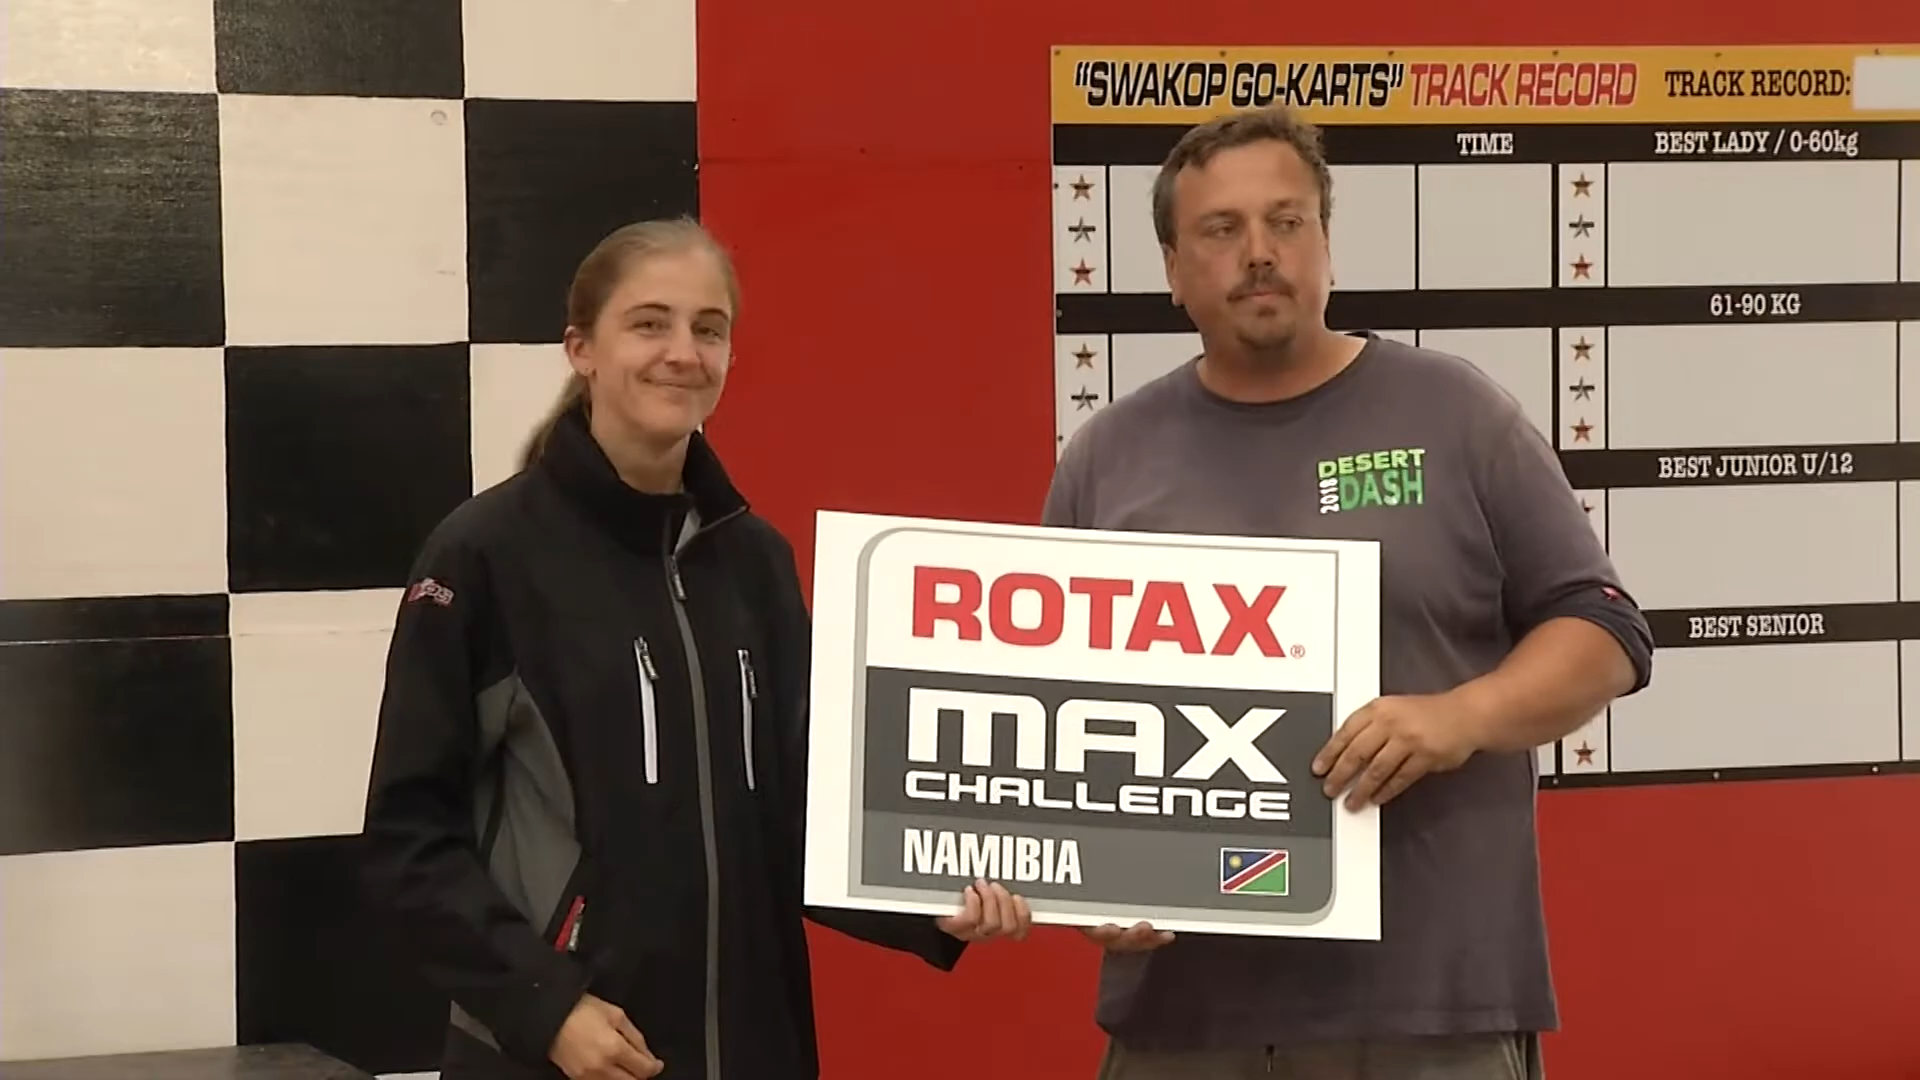 "SWAKOP GO-KARTS" TRACK RECORD TRACK RECORD:
TIME BEST LADY / 0-60kg
61-90 KG
BEST JUNIOR U/12
BEST SENIOR
DESERT
2018 DASH
ROTAX®
MAX
CHALLENGE
NAMIBIA